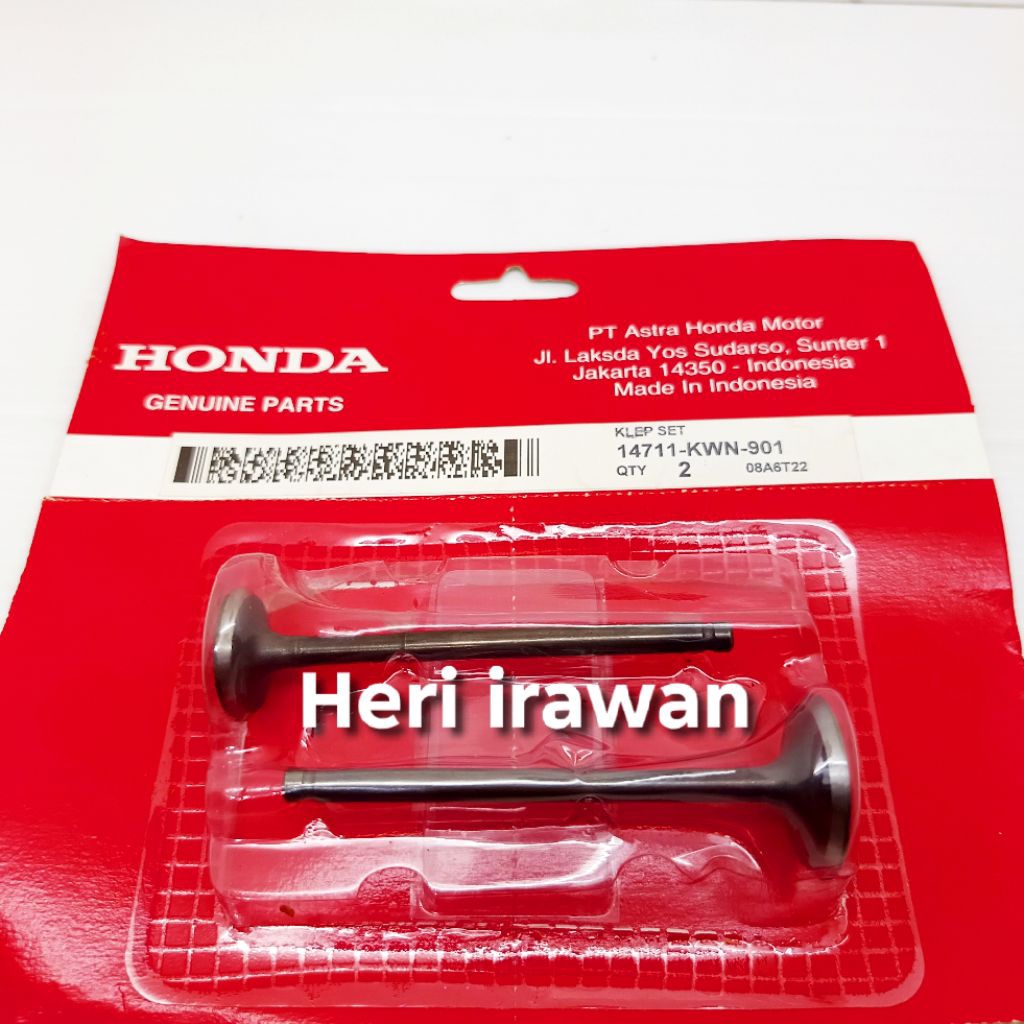 HONDA
GENUINE PARTS
PT Astra Honda Motor
Jl. Laksda Yos Sudarso, Sunter 1
Jakarta 14350 - Indonesia
Made In Indonesia
KLEP SET
14711-KWN-901
QTY 2 08A6T22
Heri irawan